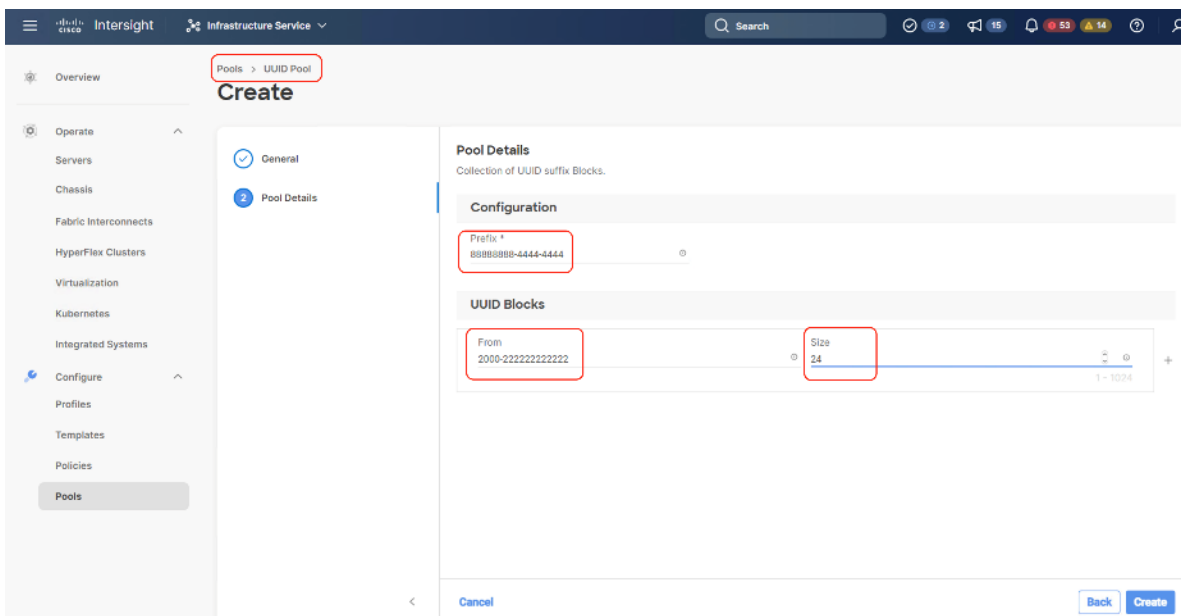 cisco Intersight Infrastructure Service Search 2 15 53 14
Pools > UUID Pool
Create
Overview
Operate
Servers
Chassis
Fabric Interconnects
HyperFlex Clusters
Virtualization
Kubernetes
Integrated Systems
Configure
Profiles
Templates
Policies
Pools
General
2 Pool Details
Pool Details
Collection of UUID suffix Blocks.
Configuration
Prefix *
88888888-4444-4444
UUID Blocks
From
2000-222222222222
Size
24
1 - 1024
Cancel
Back
Create